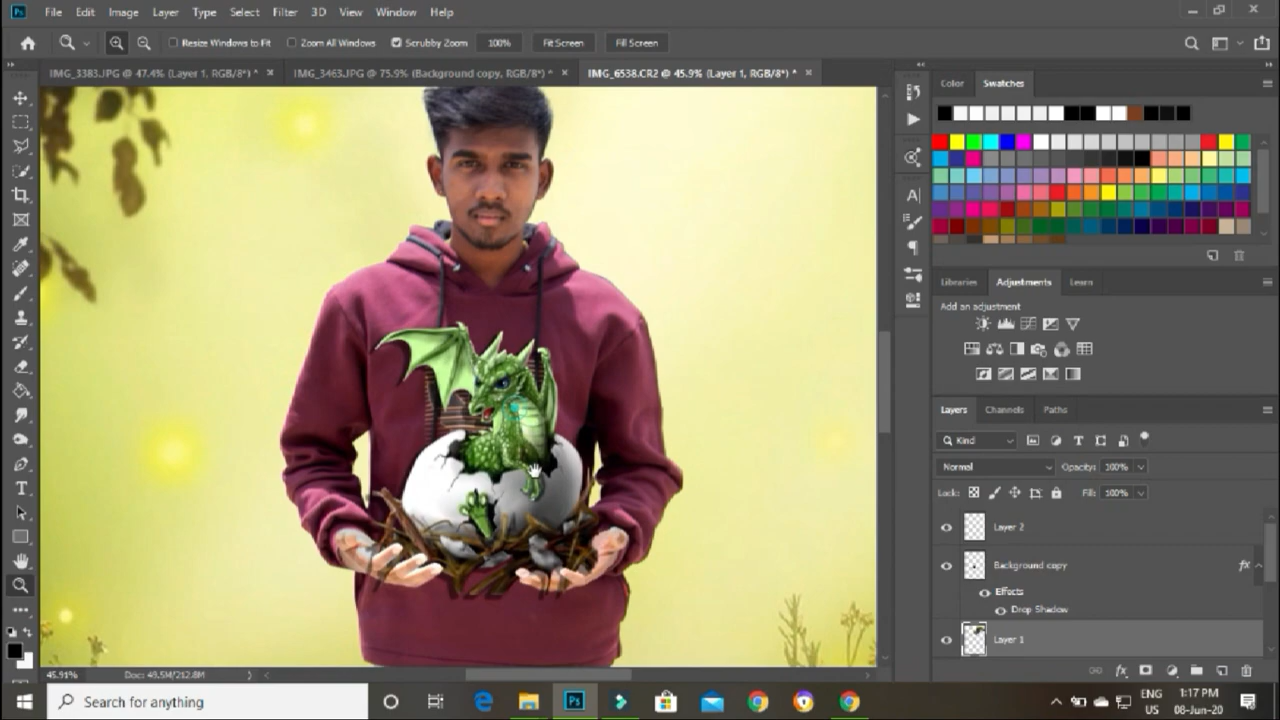 Ps File Edit Image Layer Type Select Filter 3D View Window Help
Resize Windows to Fit Zoom All Windows Scrubby Zoom 100% Fit Screen Fill Screen
IMG_3383.JPG @ 47.4% (Layer 1, RGB/8*) * × IMG_3463.JPG @ 75.9% (Background copy, RGB/8*) * × IMG_6538.CR2 @ 45.9% (Layer 1, RGB/8*) * ×
Color Swatches
Libraries Adjustments Learn
Add an adjustment
Layers Channels Paths
Kind
Normal Opacity: 100%
Lock: Fill: 100%
Layer 2
Background copy fx
Effects
Drop Shadow
Layer 1
45.91% Doc: 49.5M/212.8M
Search for anything
Ps
ENG
US
1:17 PM
08-Jun-20